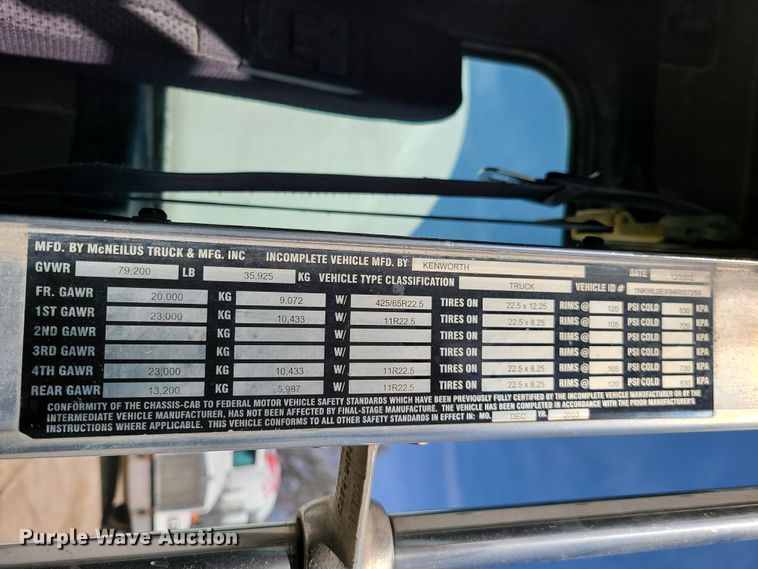 MFD. BY McNEILUS TRUCK & MFG. INC INCOMPLETE VEHICLE MFD. BY KENWORTH DATE 12/2002
GVWR 79,200 LB 35,925 KG VEHICLE TYPE CLASSIFICATION TRUCK VEHICLE ID #
FR. GAWR 20,000 KG 9,072 W/ 425/65R22.5 TIRES ON 22.5 x 12.25 RIMS @ 120 PSI COLD 830 KPA
1ST GAWR 23,000 KG 10,433 W/ 11R22.5 TIRES ON 22.5 x 8.25 RIMS @ 105 PSI COLD 720 KPA
2ND GAWR KG W/ TIRES ON RIMS @ PSI COLD KPA
3RD GAWR KG W/ TIRES ON RIMS @ PSI COLD KPA
4TH GAWR 23,000 KG 10,433 W/ 11R22.5 TIRES ON 22.5 x 8.25 RIMS @ 105 PSI COLD 720 KPA
REAR GAWR 13,200 KG 5,987 W/ 11R22.5 TIRES ON 22.5 x 8.25 RIMS @ 120 PSI COLD 830 KPA
CONFORMITY OF THE CHASSIS-CAB TO FEDERAL MOTOR VEHICLE SAFETY STANDARDS WHICH HAVE BEEN PREVIOUSLY FULLY CERTIFIED BY THE INCOMPLETE VEHICLE MANUFACTURER OR BY THE
INTERMEDIATE VEHICLE MANUFACTURER, HAS NOT BEEN AFFECTED BY FINAL-STAGE MANUFACTURE. THE VEHICLE HAS BEEN COMPLETED IN ACCORDANCE WITH THE PRIOR MANUFACTURERS
INSTRUCTIONS WHERE APPLICABLE. THIS VEHICLE CONFORMS TO ALL OTHER SAFETY STANDARDS IN EFFECT IN: MO. DEC YR.
Purple Wave Auction